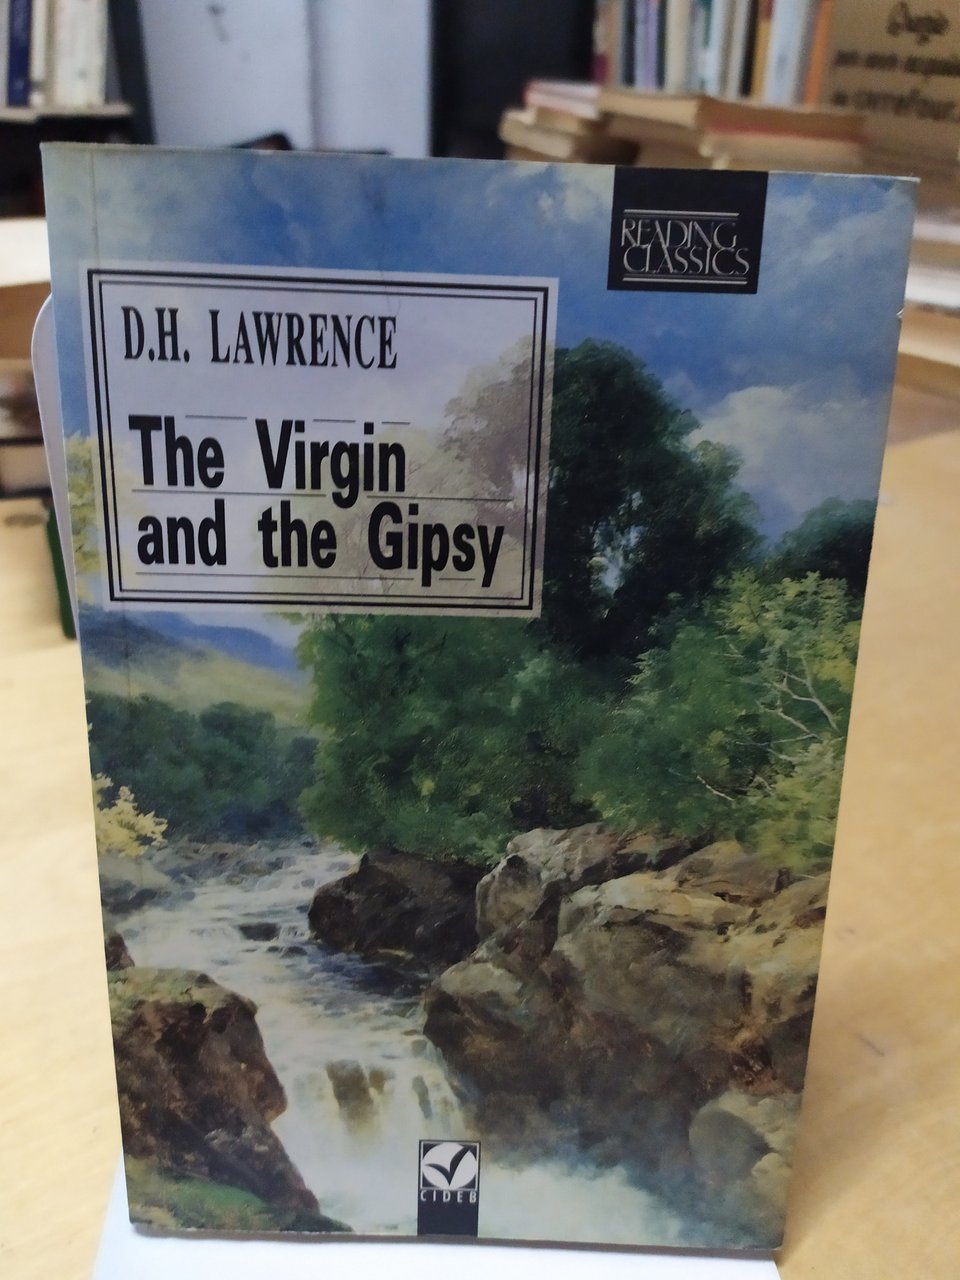 READING
CLASSICS
D.H. LAWRENCE
The Virgin
and the Gipsy
CIDEB